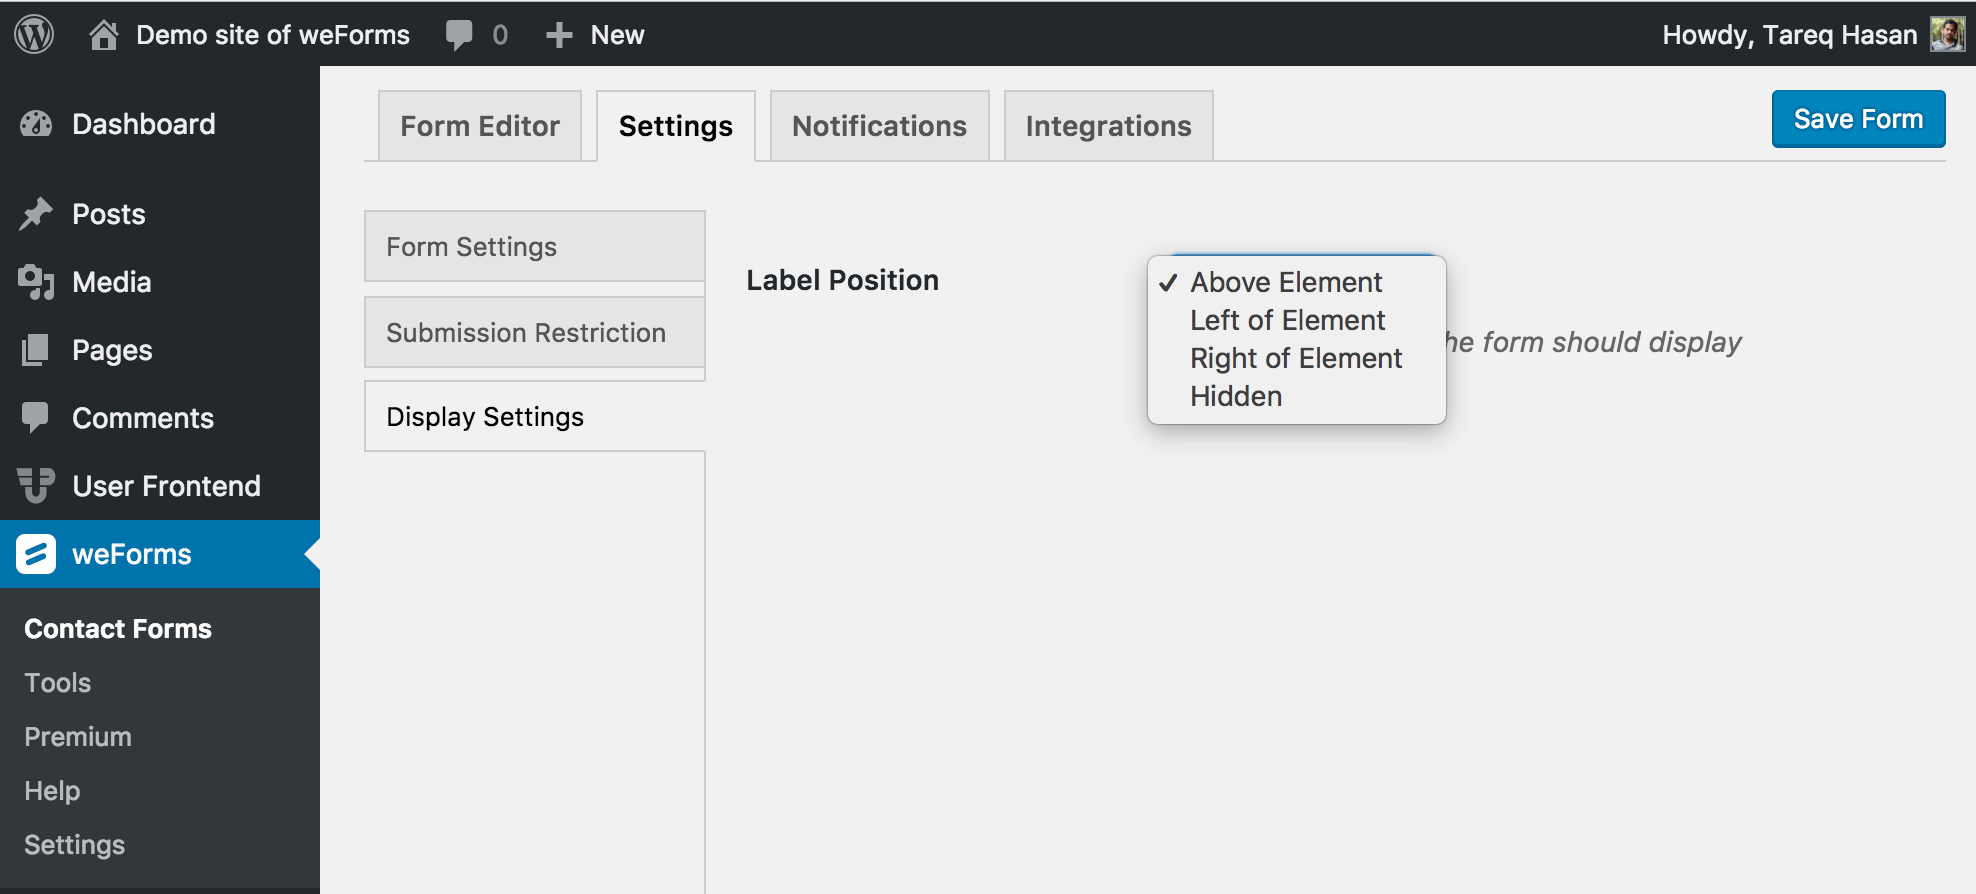 Demo site of weForms 0 New Howdy, Tareq Hasan
Dashboard
Posts
Media
Pages
Comments
User Frontend
weForms
Contact Forms
Tools
Premium
Help
Settings
Form Editor Settings Notifications Integrations Save Form
Form Settings
Submission Restriction
Display Settings
Label Position
✓ Above Element
Left of Element
Right of Element
Hidden
form should display